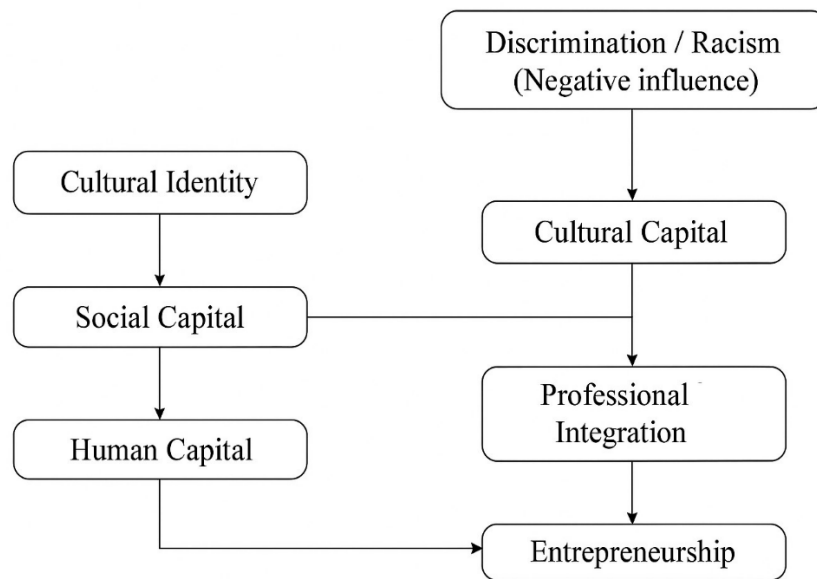 Discrimination / Racism
(Negative influence)
Cultural Identity
Cultural Capital
Social Capital
Professional
Integration
Human Capital
Entrepreneurship